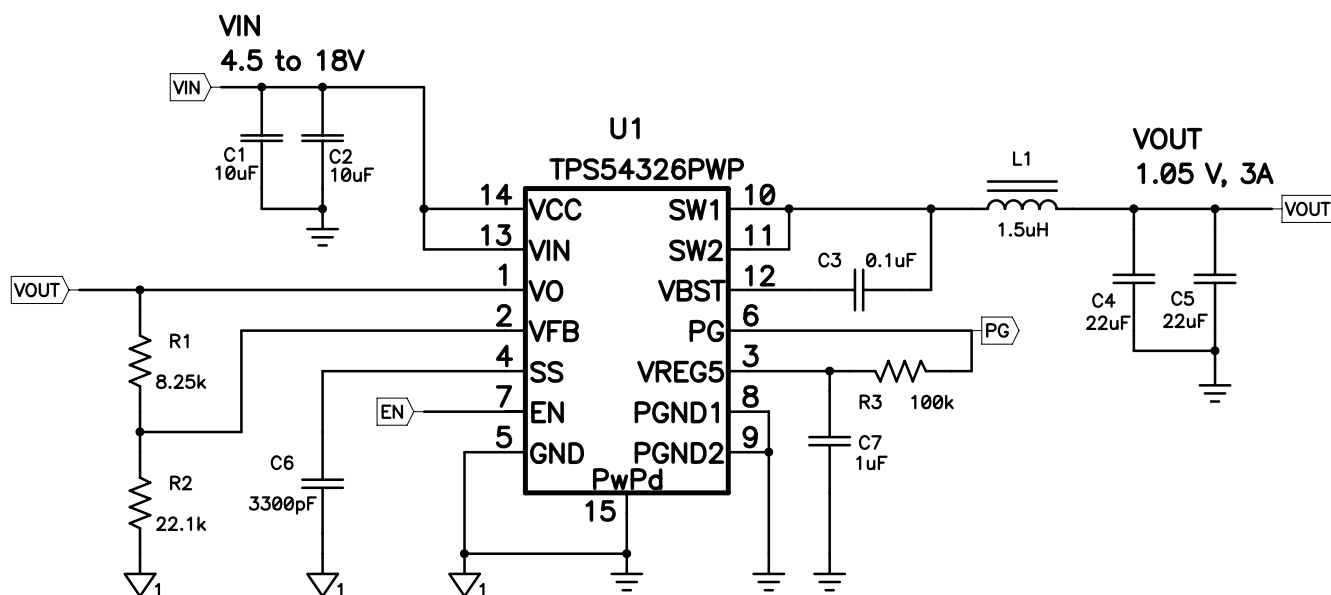 VIN
4.5 to 18V
VIN
C1
10uF
C2
10uF
U1
TPS54326PWP
14
VCC
13
VIN
1
VO
2
VFB
4
SS
7
EN
5
GND
PwPd
15
SW1
10
SW2
11
VBST
12
PG
6
VREG5
3
PGND1
8
PGND2
9
VOUT
R1
8.25k
R2
22.1k
1
C6
3300pF
1
EN
1
C3
0.1uF
L1
1.5uH
VOUT
1.05 V, 3A
VOUT
C4
22uF
C5
22uF
PG
R3
100k
C7
1uF